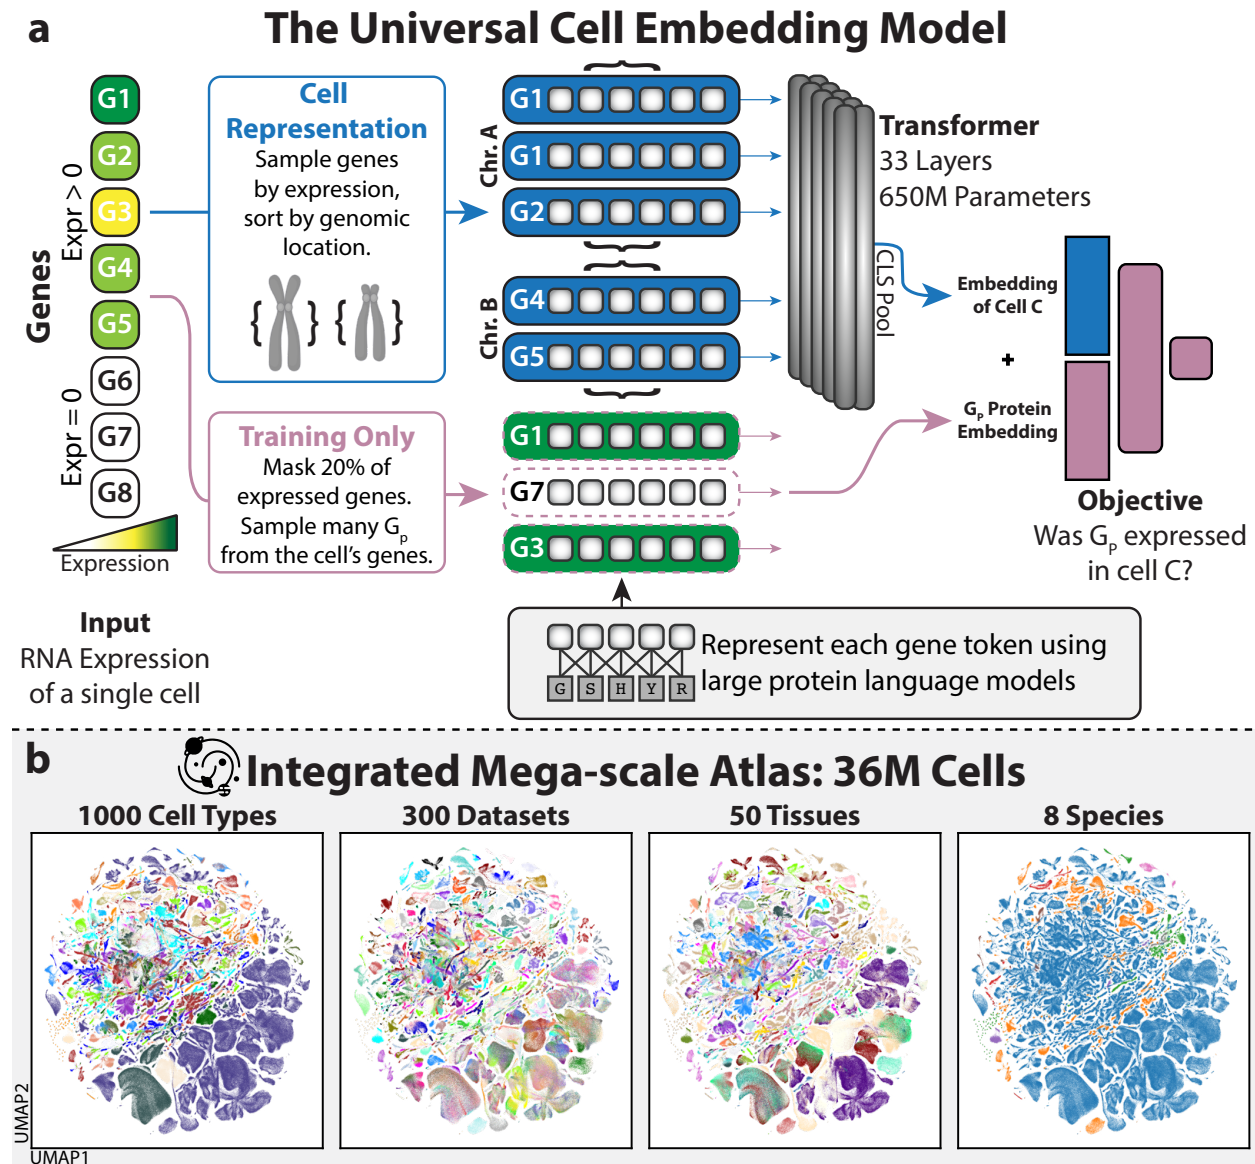 a
The Universal Cell Embedding Model
Genes
Expr > 0
Expr = 0
G1
G2
G3
G4
G5
G6
G7
G8
Expression
Input
RNA Expression
of a single cell
Cell
Representation
Sample genes
by expression,
sort by genomic
location.
Training Only
Mask 20% of
expressed genes.
Sample many Gp
from the cell's genes.
Chr. A
G1
G1
G2
Chr. B
G4
G5
G1
G7
G3
Transformer
33 Layers
650M Parameters
CLS Pool
Embedding
of Cell C
+
GP Protein
Embedding
Objective
Was Gp expressed
in cell C?
G S H Y R
Represent each gene token using
large protein language models
b
Integrated Mega-scale Atlas: 36M Cells
1000 Cell Types
300 Datasets
50 Tissues
8 Species
UMAP2
UMAP1